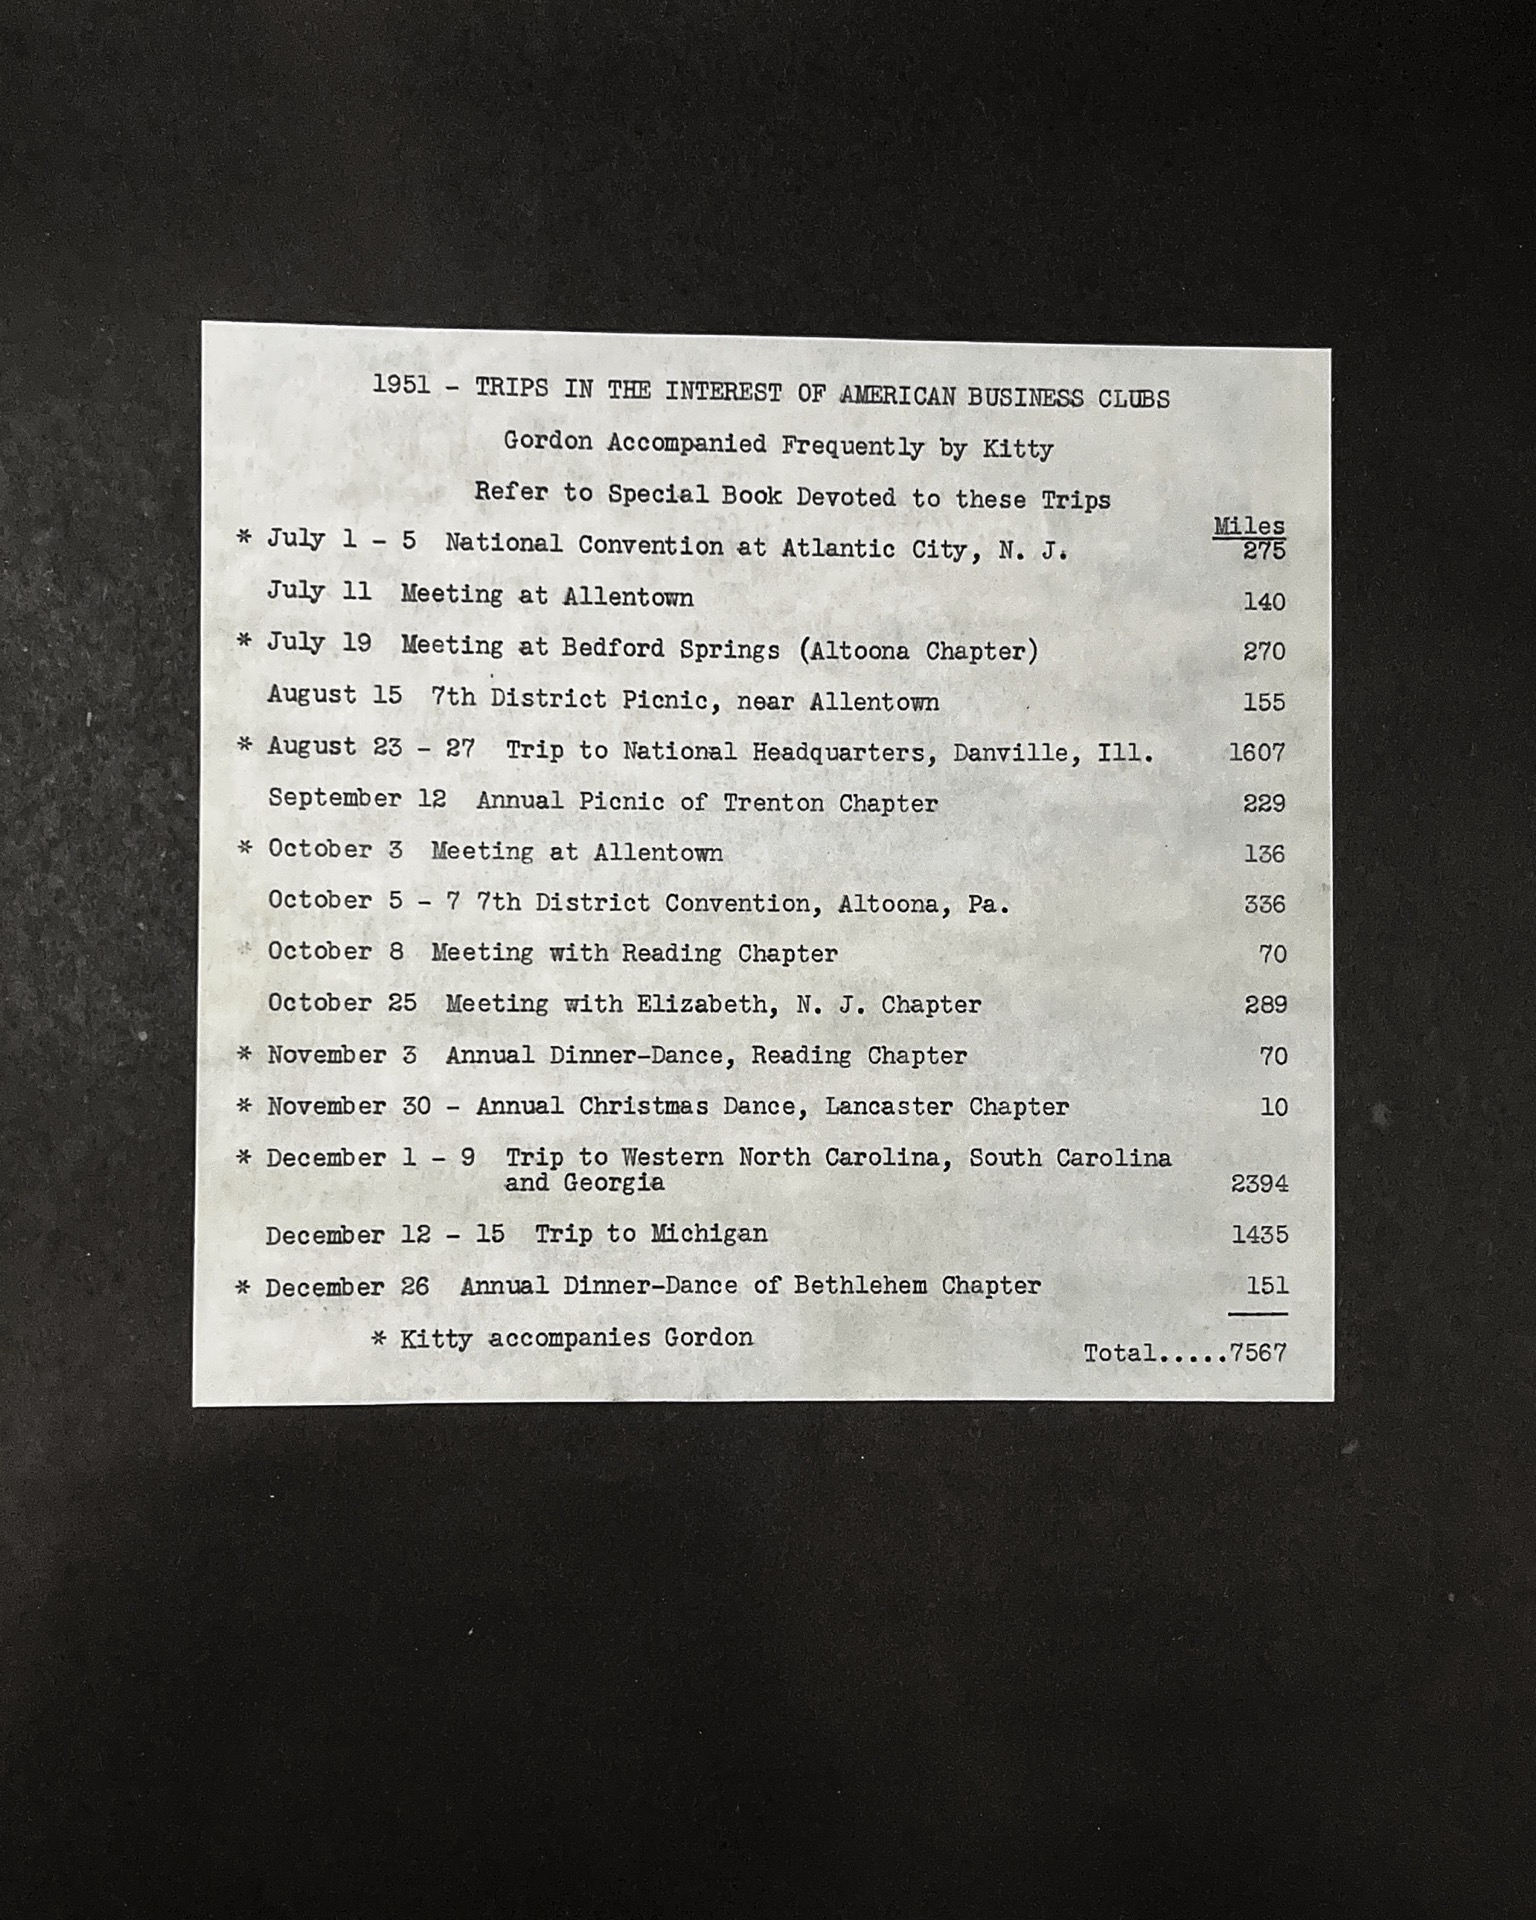 1951 - TRIPS IN THE INTEREST OF AMERICAN BUSINESS CLUBS
Gordon Accompanied Frequently by Kitty
Refer to Special Book Devoted to these Trips
Miles
* July 1 - 5 National Convention at Atlantic City, N. J. 275
July 11 Meeting at Allentown 140
* July 19 Meeting at Bedford Springs (Altoona Chapter) 270
August 15 7th District Picnic, near Allentown 155
* August 23 - 27 Trip to National Headquarters, Danville, Ill. 1607
September 12 Annual Picnic of Trenton Chapter 229
* October 3 Meeting at Allentown 136
October 5 - 7 7th District Convention, Altoona, Pa. 336
* October 8 Meeting with Reading Chapter 70
October 25 Meeting with Elizabeth, N. J. Chapter 289
* November 3 Annual Dinner-Dance, Reading Chapter 70
* November 30 - Annual Christmas Dance, Lancaster Chapter 10
* December 1 - 9 Trip to Western North Carolina, South Carolina
and Georgia 2394
December 12 - 15 Trip to Michigan 1435
* December 26 Annual Dinner-Dance of Bethlehem Chapter 151
* Kitty accompanies Gordon
Total.....7567